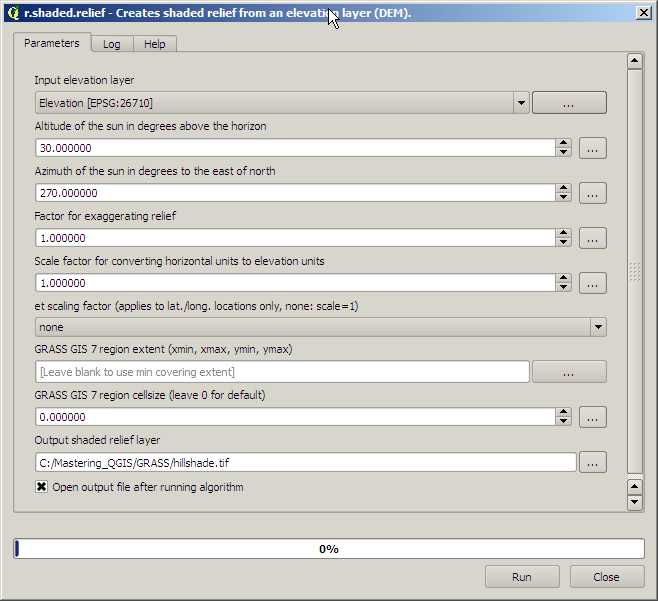 r.shaded.relief - Creates shaded relief from an elevation layer (DEM).
Parameters
Log
Help
Input elevation layer
Elevation [EPSG:26710]
...
Altitude of the sun in degrees above the horizon
30.000000
...
Azimuth of the sun in degrees to the east of north
270.000000
...
Factor for exaggerating relief
1.000000
...
Scale factor for converting horizontal units to elevation units
1.000000
...
et scaling factor (applies to lat./long. locations only, none: scale=1)
none
GRASS GIS 7 region extent (xmin, xmax, ymin, ymax)
[Leave blank to use min covering extent]
...
GRASS GIS 7 region cellsize (leave 0 for default)
0.000000
...
Output shaded relief layer
C:/Mastering_QGIS/GRASS/hillshade.tif
...
Open output file after running algorithm
0%
Run
Close